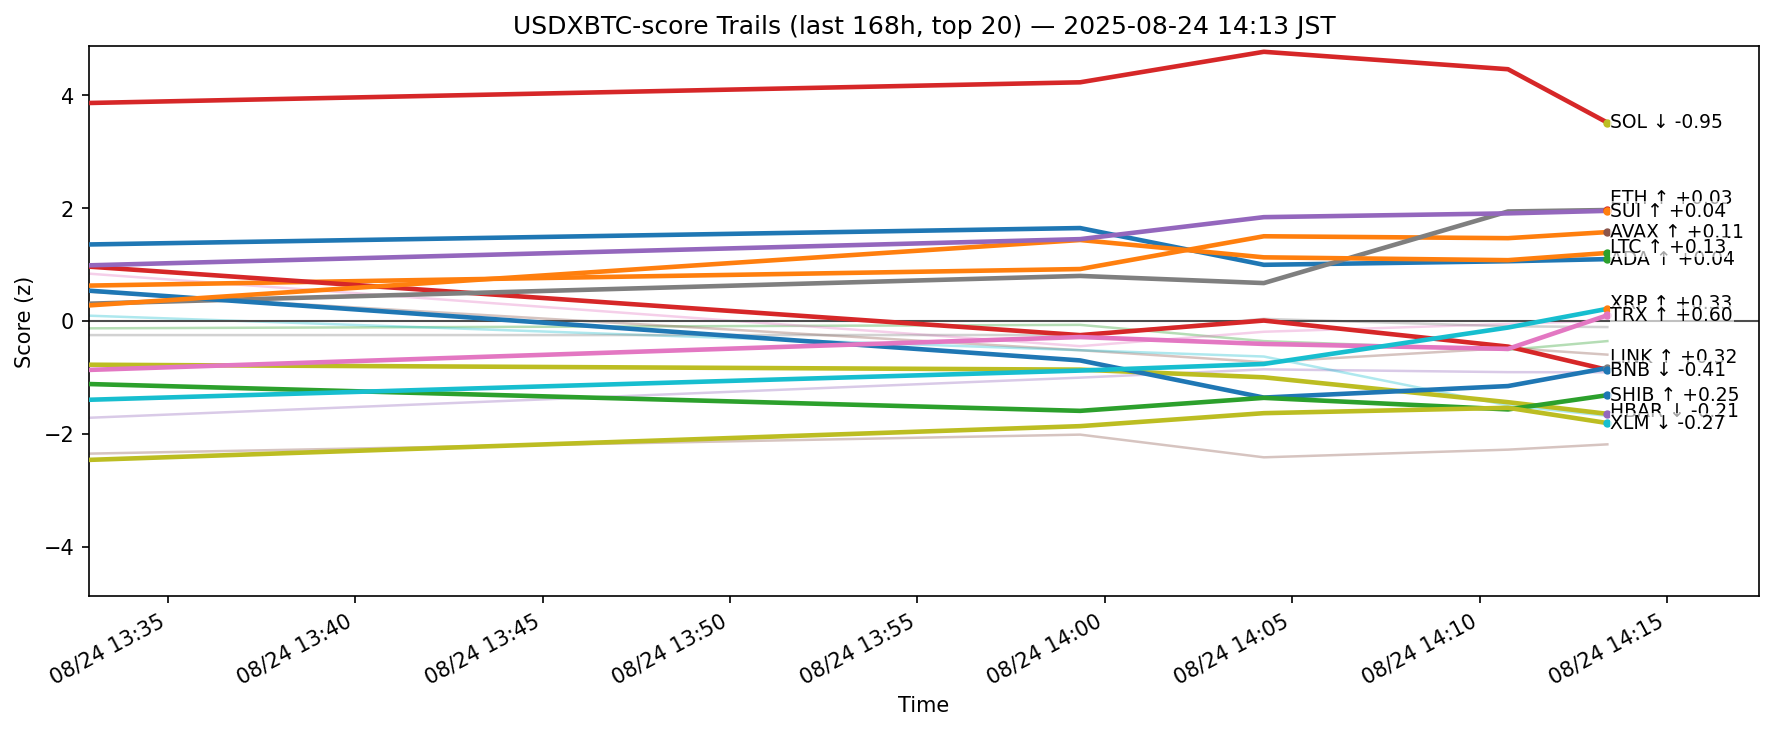 USDXBTC-score Trails (last 168h, top 20) — 2025-08-24 14:13 JST
Score (z)
4
2
0
−2
−4
SOL ↓ -0.95
ETH ↑ +0.03
SUI ↑ +0.04
AVAX ↑ +0.11
LTC ↑ +0.13
ADA ↑ +0.04
XRP ↑ +0.33
TRX ↑ +0.60
LINK ↑ +0.32
BNB ↓ -0.41
SHIB ↑ +0.25
HBAR ↓ -0.21
XLM ↓ -0.27
08/24 13:35
08/24 13:40
08/24 13:45
08/24 13:50
08/24 13:55
08/24 14:00
08/24 14:05
08/24 14:10
08/24 14:15
Time